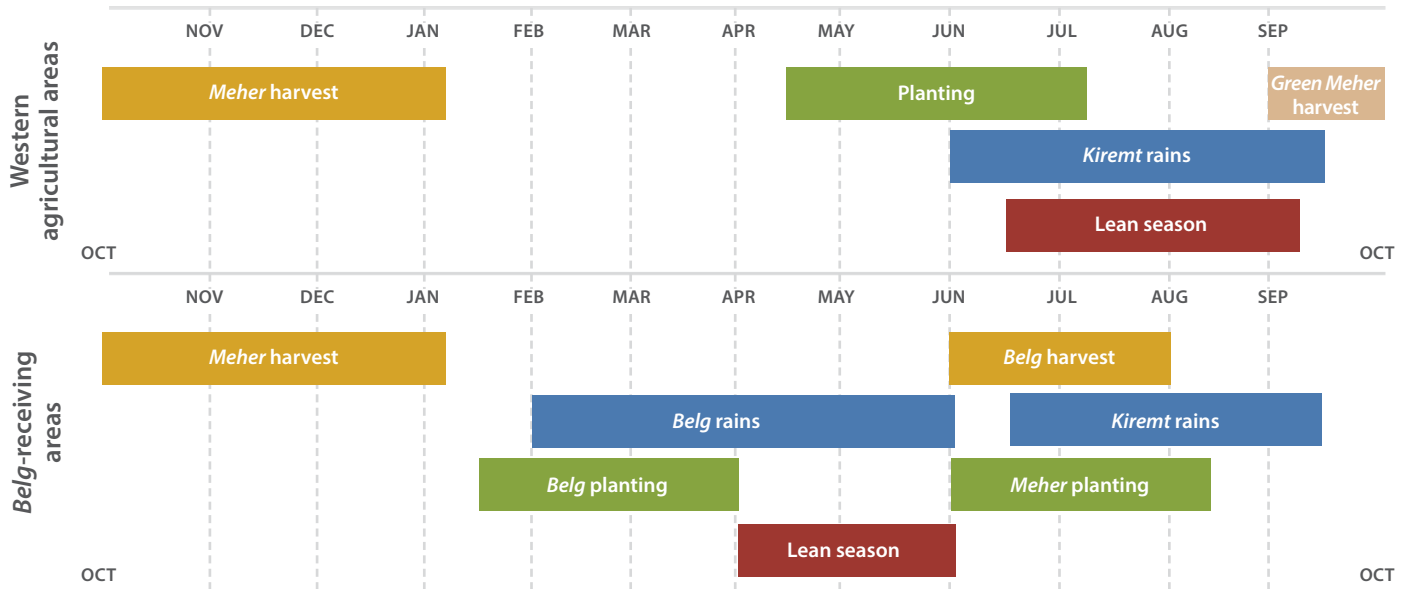 NOV DEC JAN FEB MAR APR MAY JUN JUL AUG SEP
Western
agricultural areas
Meher harvest
Planting
Green Meher
harvest
Kiremt rains
Lean season
OCT OCT
NOV DEC JAN FEB MAR APR MAY JUN JUL AUG SEP
Belg-receiving
areas
Meher harvest
Belg harvest
Belg rains
Kiremt rains
Belg planting
Meher planting
Lean season
OCT OCT